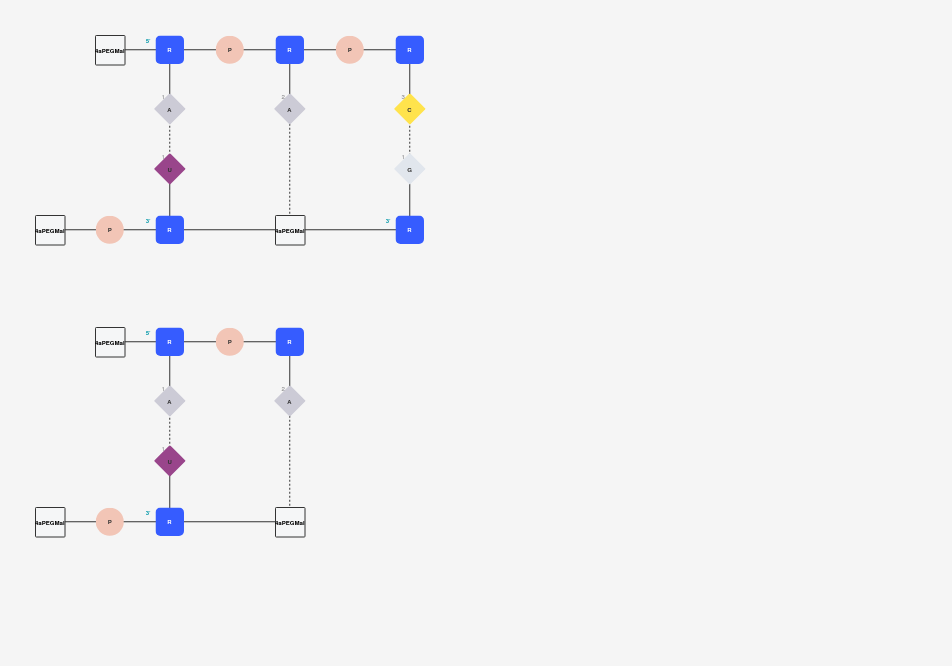 5'
4aPEGMal R P R P R
1 2 3
A A C
1 1
U G
3' 3'
4aPEGMal P R 4aPEGMal R
5'
4aPEGMal R P R
1 2
A A
1
U
3'
4aPEGMal P R 4aPEGMal